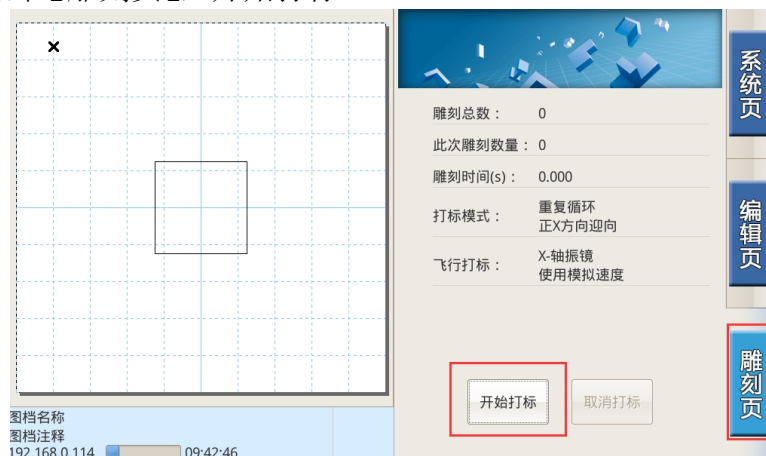 雕刻总数： 0
此次雕刻数量： 0
雕刻时间(s)： 0.000
打标模式： 重复循环
正X方向迎向
飞行打标： X-轴振镜
使用模拟速度
开始打标
取消打标
系统页
编辑页
雕刻页
图档名称
图档注释
192.168.0.114 09:42:46